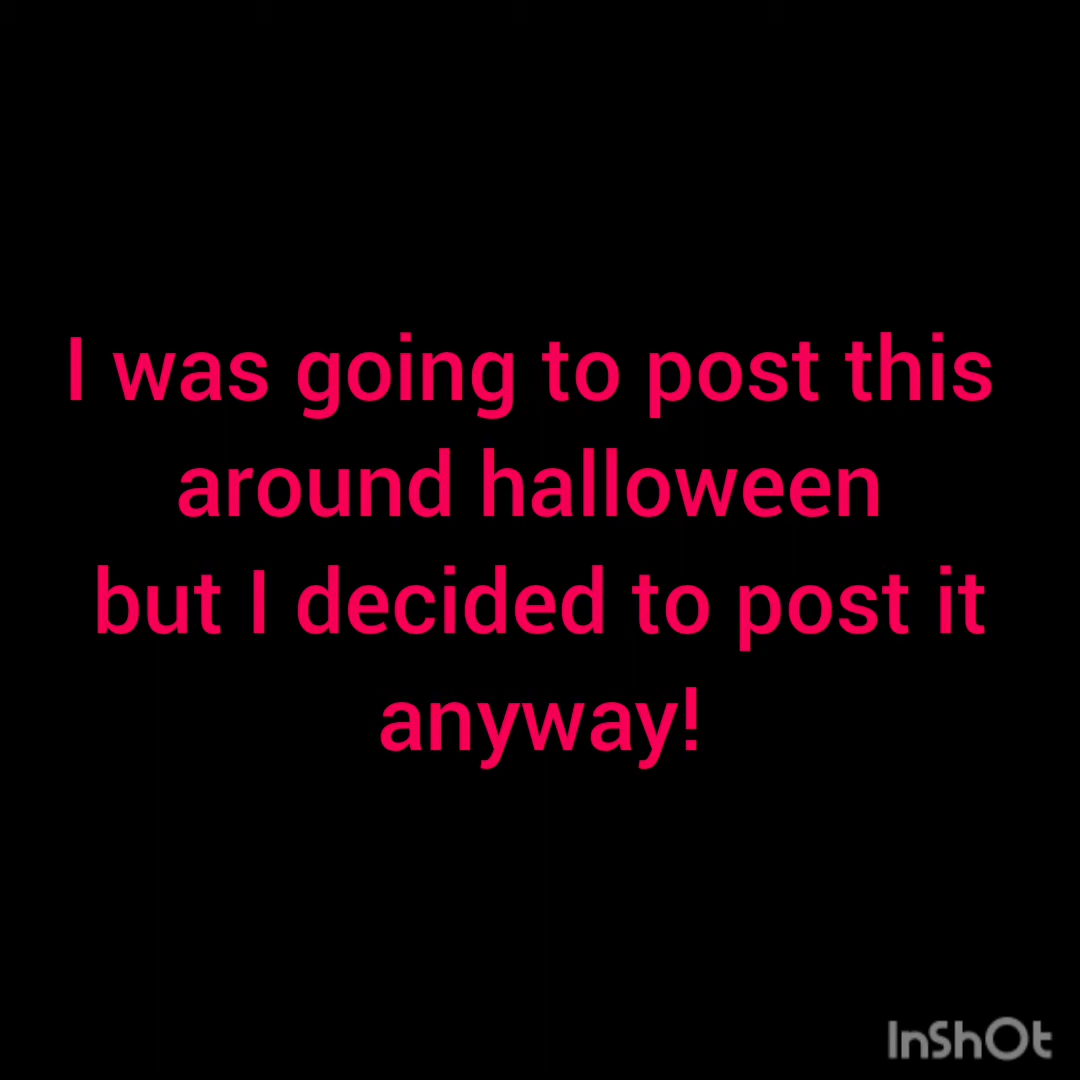 I was going to post this
around halloween
but I decided to post it
anyway!
InShOt